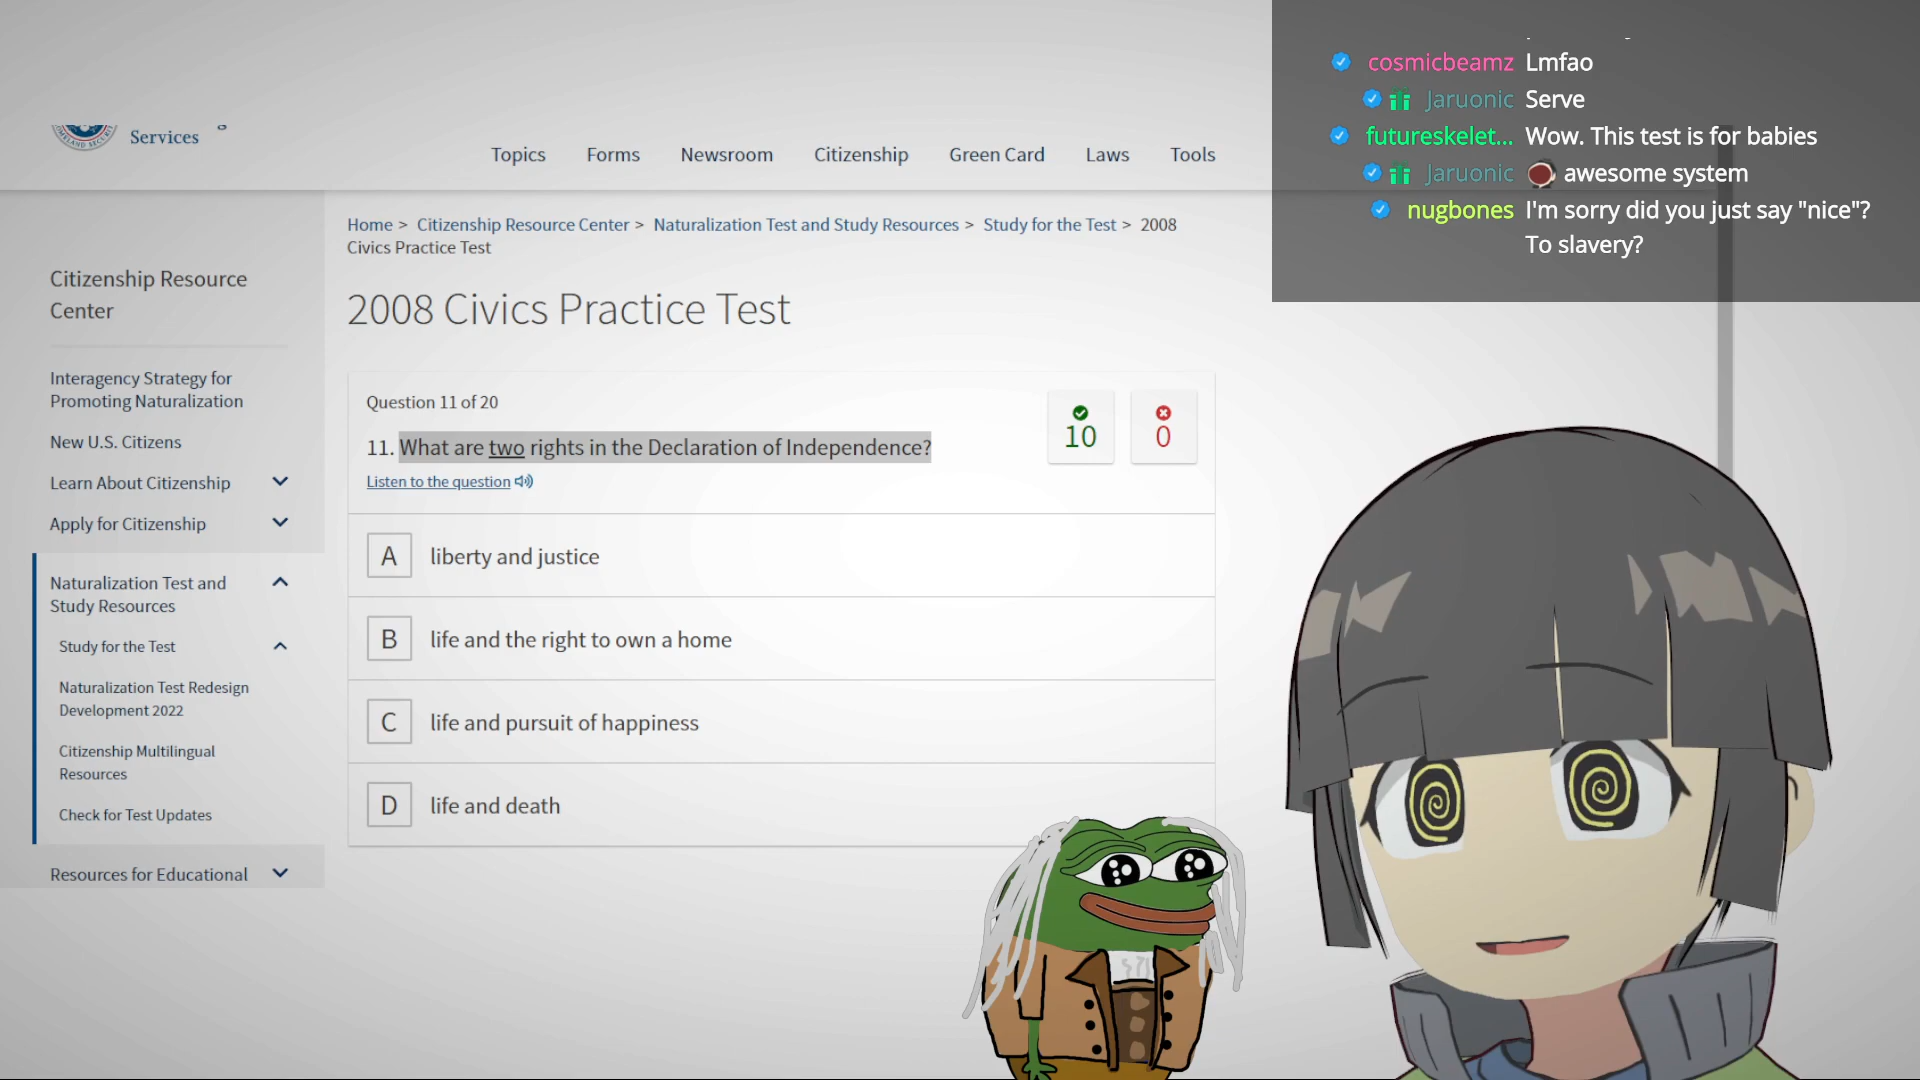 Services
Topics Forms Newsroom Citizenship Green Card Laws Tools
cosmicbeamz Lmfao
Jaruonic Serve
futureskelet... Wow. This test is for babies
Jaruonic awesome system
nugbones I'm sorry did you just say "nice"?
To slavery?
Home > Citizenship Resource Center > Naturalization Test and Study Resources > Study for the Test > 2008
Civics Practice Test
Citizenship Resource
Center
Interagency Strategy for
Promoting Naturalization
New U.S. Citizens
Learn About Citizenship
Apply for Citizenship
Naturalization Test and
Study Resources
Study for the Test
Naturalization Test Redesign
Development 2022
Citizenship Multilingual
Resources
Check for Test Updates
Resources for Educational
2008 Civics Practice Test
Question 11 of 20
10 0
11. What are two rights in the Declaration of Independence?
Listen to the question
A liberty and justice
B life and the right to own a home
C life and pursuit of happiness
D life and death